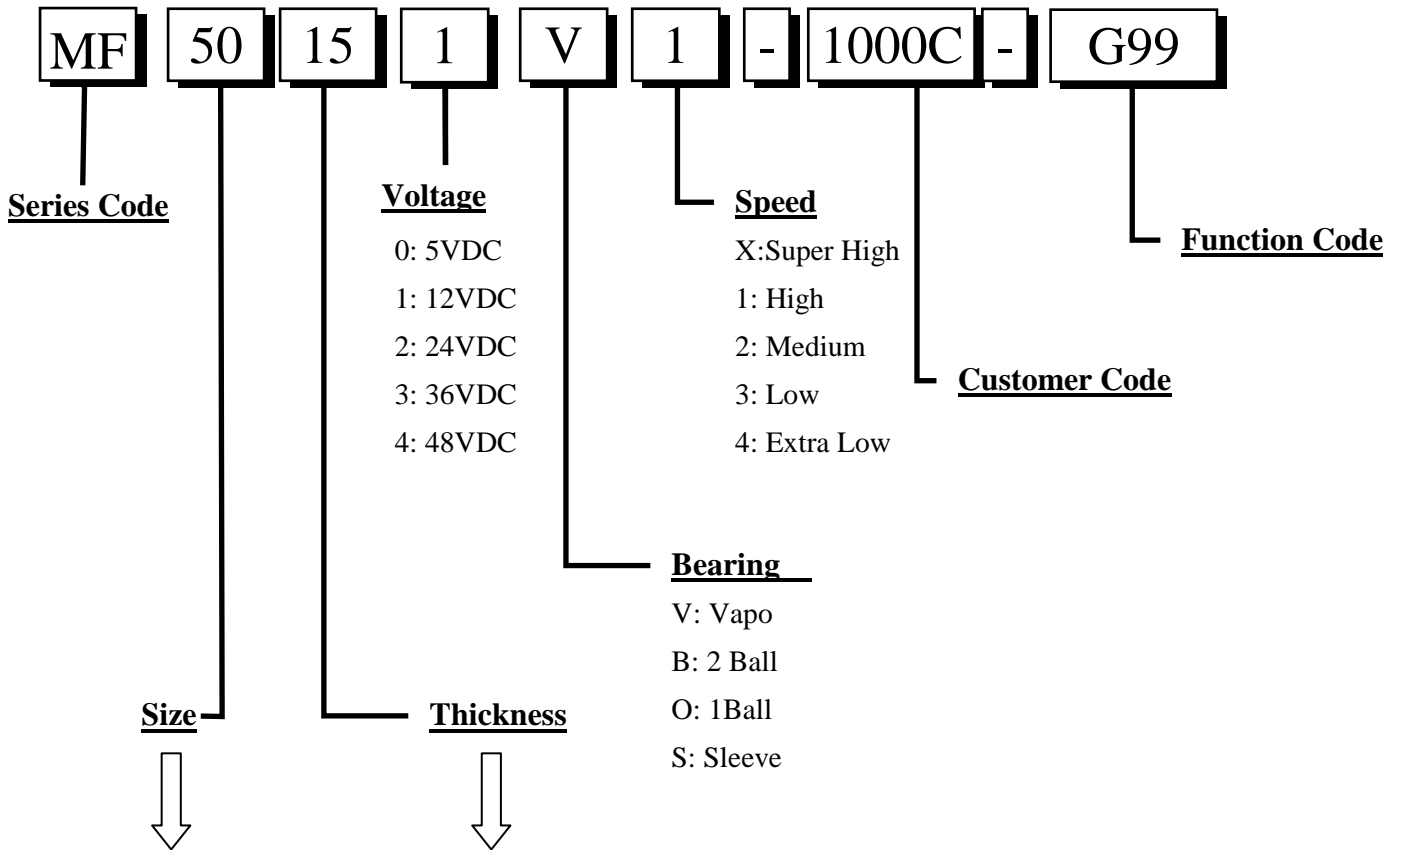 MF 50 15 1 V 1 - 1000C - G99
Series Code
Voltage
0: 5VDC
1: 12VDC
2: 24VDC
3: 36VDC
4: 48VDC
Speed
X:Super High
1: High
2: Medium
3: Low
4: Extra Low
Function Code
Customer Code
Bearing
V: Vapo
B: 2 Ball
O: 1Ball
S: Sleeve
Size
Thickness